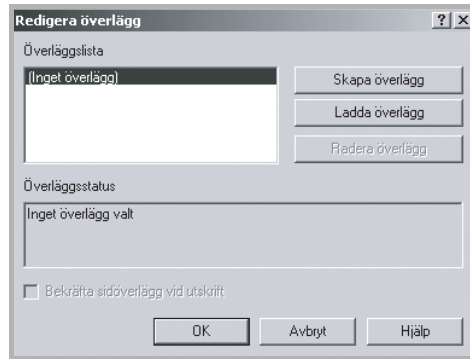 Redigera överlägg
Överläggslista
(Inget överlägg)
Skapa överlägg
Ladda överlägg
Radera överlägg
Överläggsstatus
Inget överlägg valt
Bekräfta sidöverlägg vid utskrift
OK
Avbryt
Hjälp